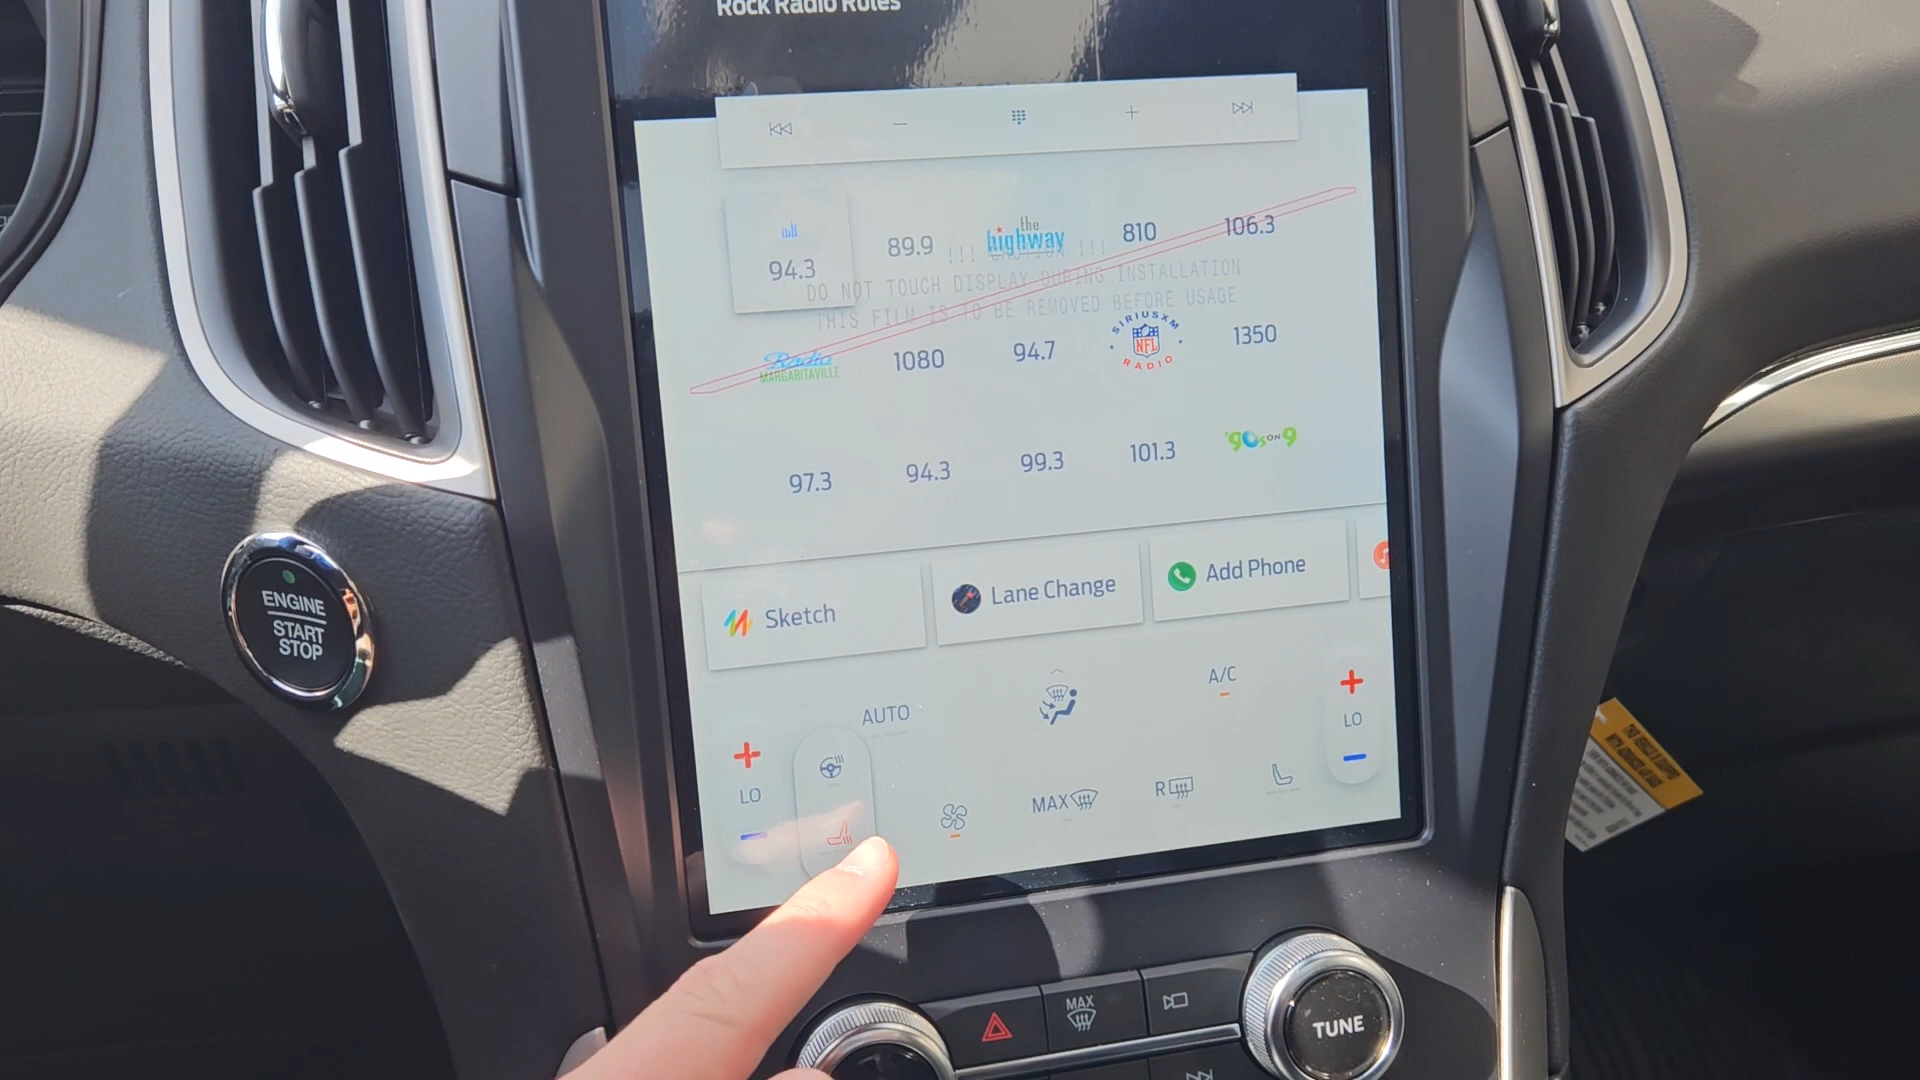 Rock Radio Rules
94.3
89.9
the
highway
810
106.3
!!! CAUTION !!!
DO NOT TOUCH DISPLAY DURING INSTALLATION
THIS FILM IS TO BE REMOVED BEFORE USAGE
Radio
MARGARITAVILLE
1080
94.7
SIRIUSXM
NFL
RADIO
1350
97.3
94.3
99.3
101.3
'90s ON 9
Sketch
Lane Change
Add Phone
AUTO
A/C
LO
LO
MAX
R
ENGINE
START
STOP
MAX
TUNE